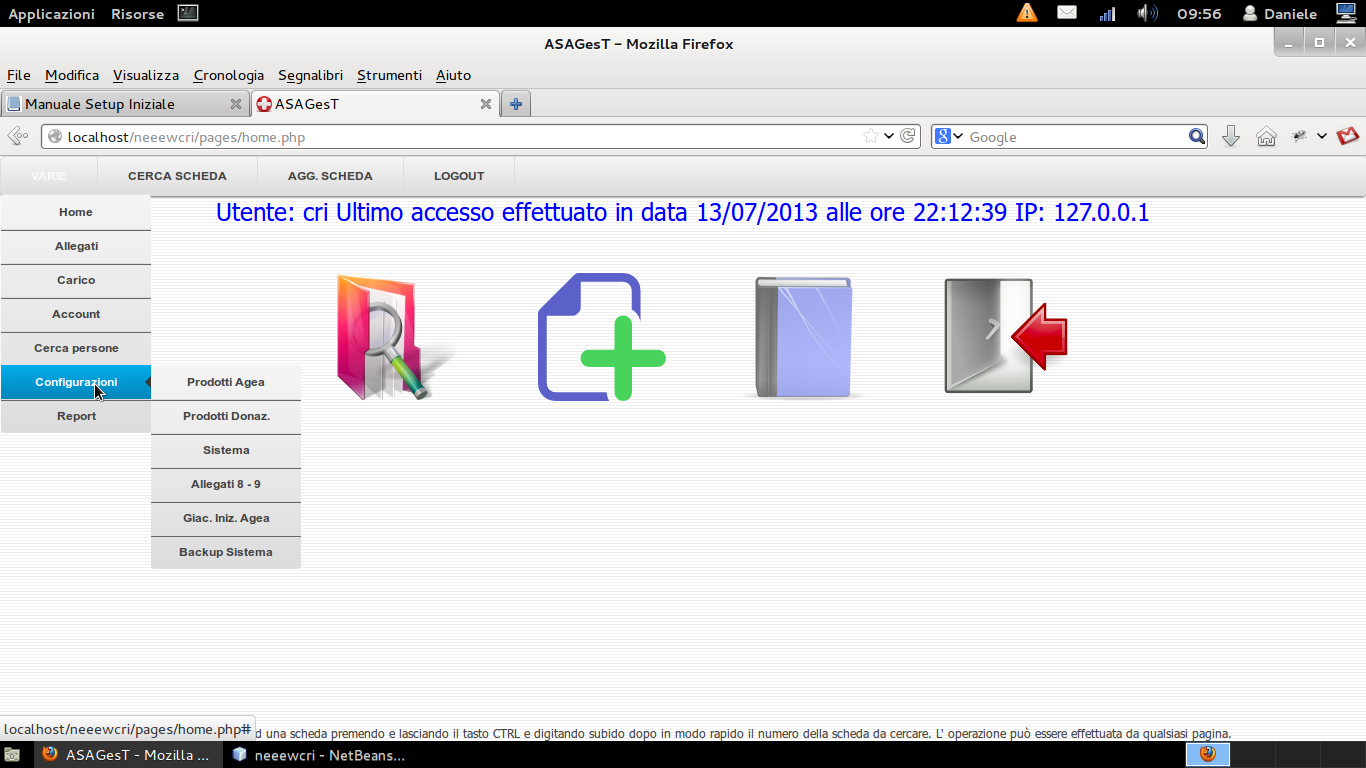 Applicazioni Risorse 09:56 Daniele
ASAGesT - Mozilla Firefox
File Modifica Visualizza Cronologia Segnalibri Strumenti Aiuto
Manuale Setup Iniziale ASAGesT
localhost/neeewcri/pages/home.php Google
VARIE CERCA SCHEDA AGG. SCHEDA LOGOUT
Utente: cri Ultimo accesso effettuato in data 13/07/2013 alle ore 22:12:39 IP: 127.0.0.1
Home
Allegati
Carico
Account
Cerca persone
Configurazioni
Report
Prodotti Agea
Prodotti Donaz.
Sistema
Allegati 8 - 9
Giac. Iniz. Agea
Backup Sistema
localhost/neeewcri/pages/home.php#
d una scheda premendo e lasciando il tasto CTRL e digitando subido dopo in modo rapido il numero della scheda da cercare. L' operazione può essere effettuata da qualsiasi pagina.
ASAGesT - Mozilla ... neeewcri - NetBeans...